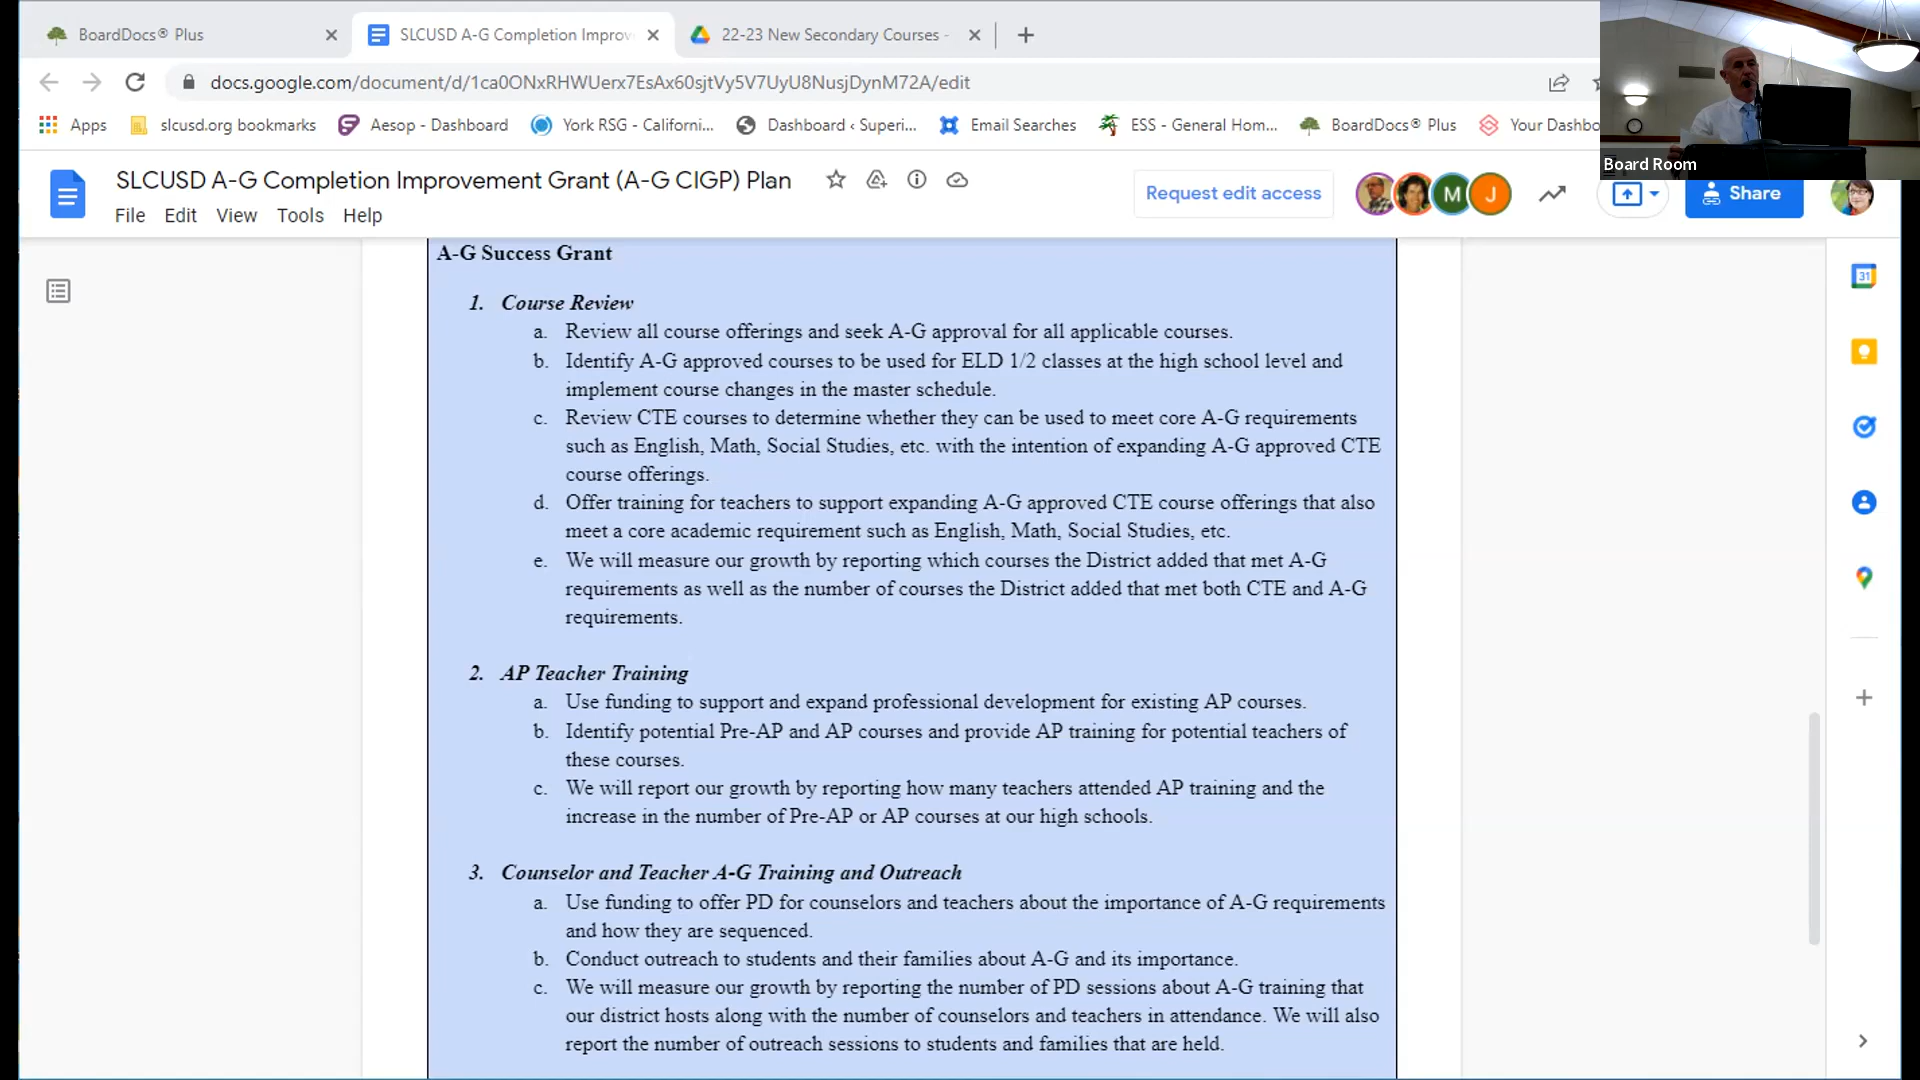 BoardDocs® Plus
SLCUSD A-G Completion Improv
22-23 New Secondary Courses -
docs.google.com/document/d/1ca0ONxRHWUerx7EsAx60sjtVy5V7UyU8NusjDynM72A/edit
Apps slcusd.org bookmarks Aesop - Dashboard York RSG - Californi... Dashboard ‹ Superi... Email Searches ESS - General Hom... BoardDocs® Plus Your Dashbo
Board Room
SLCUSD A-G Completion Improvement Grant (A-G CIGP) Plan
File Edit View Tools Help
Request edit access
M
J
Share
31
A-G Success Grant
1. Course Review
a. Review all course offerings and seek A-G approval for all applicable courses.
b. Identify A-G approved courses to be used for ELD 1/2 classes at the high school level and
implement course changes in the master schedule.
c. Review CTE courses to determine whether they can be used to meet core A-G requirements
such as English, Math, Social Studies, etc. with the intention of expanding A-G approved CTE
course offerings.
d. Offer training for teachers to support expanding A-G approved CTE course offerings that also
meet a core academic requirement such as English, Math, Social Studies, etc.
e. We will measure our growth by reporting which courses the District added that met A-G
requirements as well as the number of courses the District added that met both CTE and A-G
requirements.
2. AP Teacher Training
a. Use funding to support and expand professional development for existing AP courses.
b. Identify potential Pre-AP and AP courses and provide AP training for potential teachers of
these courses.
c. We will report our growth by reporting how many teachers attended AP training and the
increase in the number of Pre-AP or AP courses at our high schools.
3. Counselor and Teacher A-G Training and Outreach
a. Use funding to offer PD for counselors and teachers about the importance of A-G requirements
and how they are sequenced.
b. Conduct outreach to students and their families about A-G and its importance.
c. We will measure our growth by reporting the number of PD sessions about A-G training that
our district hosts along with the number of counselors and teachers in attendance. We will also
report the number of outreach sessions to students and families that are held.